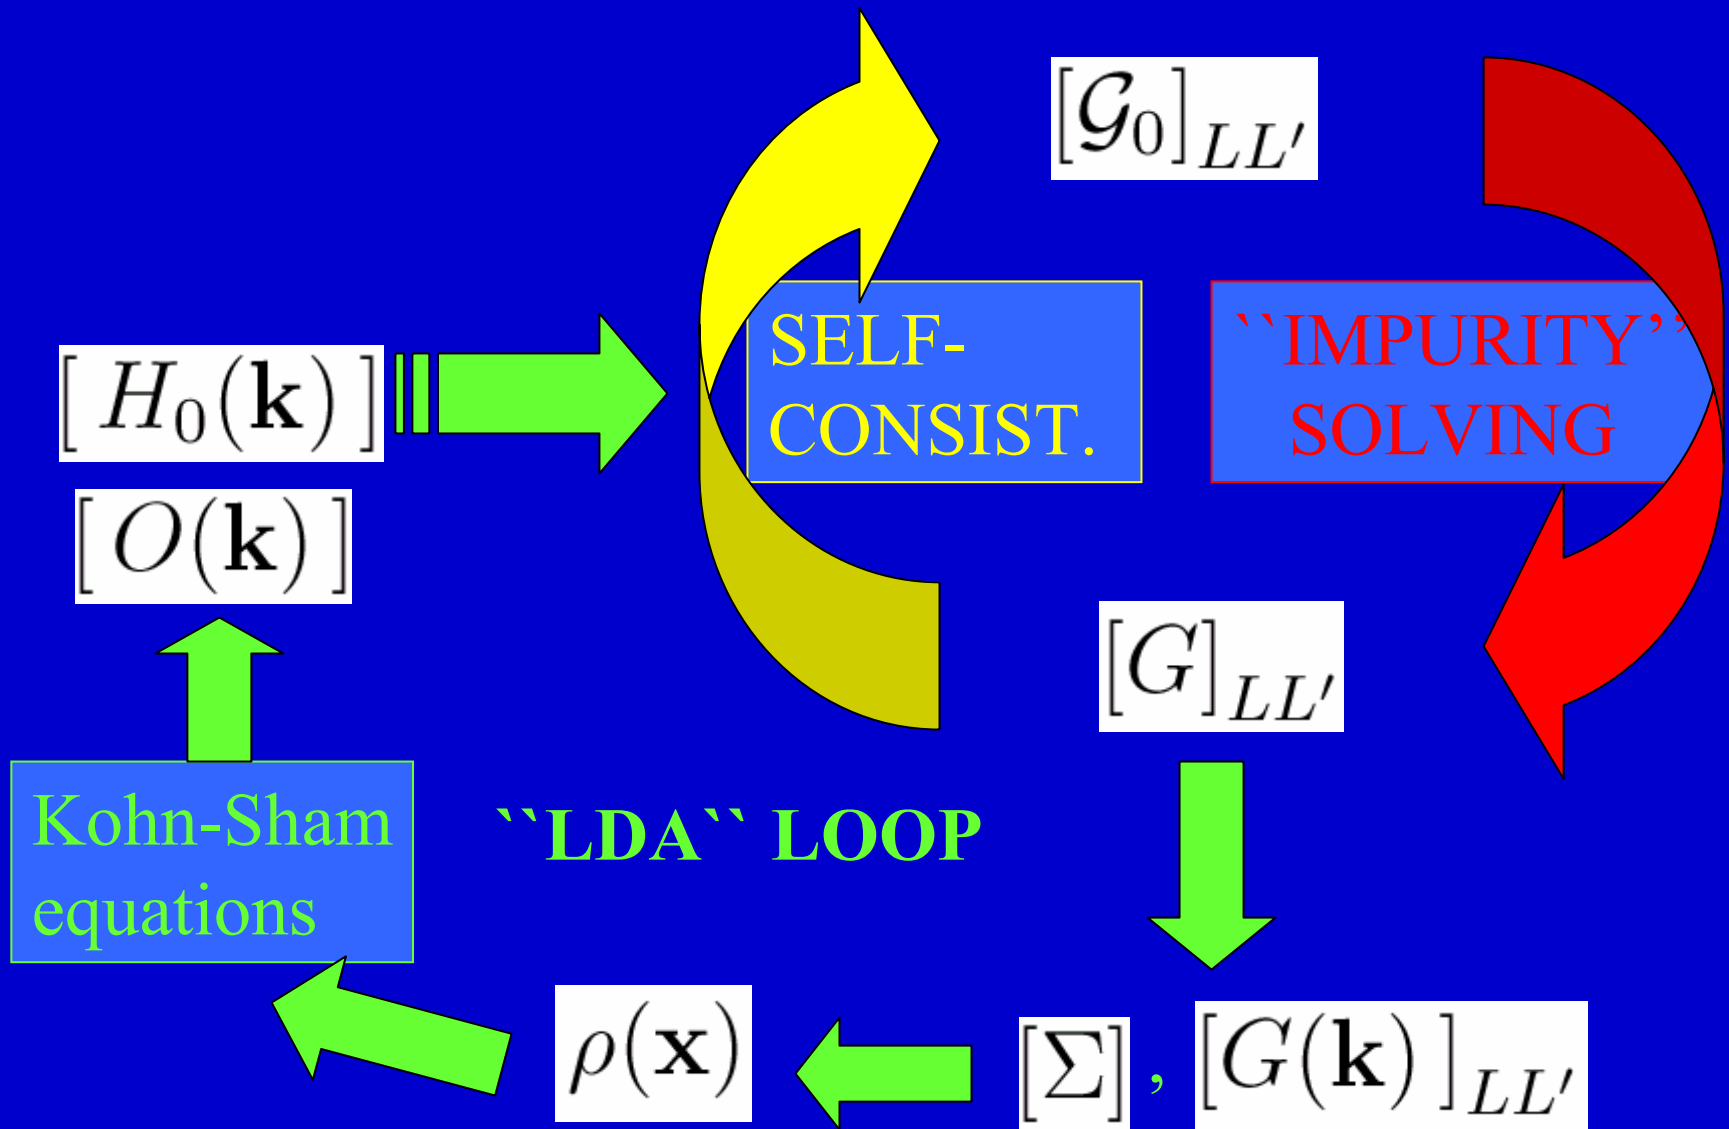 [𝒢₀]_{LL′}
[ H₀(𝐤) ]
[ O(𝐤) ]
SELF-
CONSIST.
``IMPURITY’’
SOLVING
[G]_{LL′}
Kohn-Sham
equations
``LDA`` LOOP
ρ(𝐱)
[Σ] , [G(𝐤) ]_{LL′}